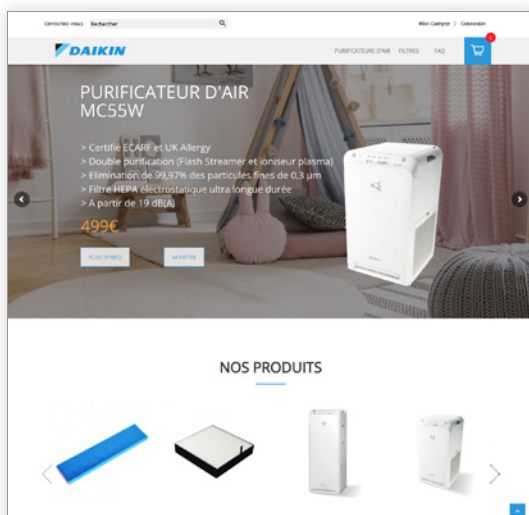 Contactez-nous Rechercher Mon Compte | Connexion
DAIKIN PURIFICATEURS D'AIR FILTRES FAQ
PURIFICATEUR D'AIR
MC55W
> Certifié ECARF et UK Allergy
> Double purification (Flash Streamer et ioniseur plasma)
> Elimination de 99,97% des particules fines de 0,3 µm
> Filtre HEPA électrostatique ultra longue durée
> A partir de 19 dB(A)
499€
PLUS D'INFO ACHETER
NOS PRODUITS